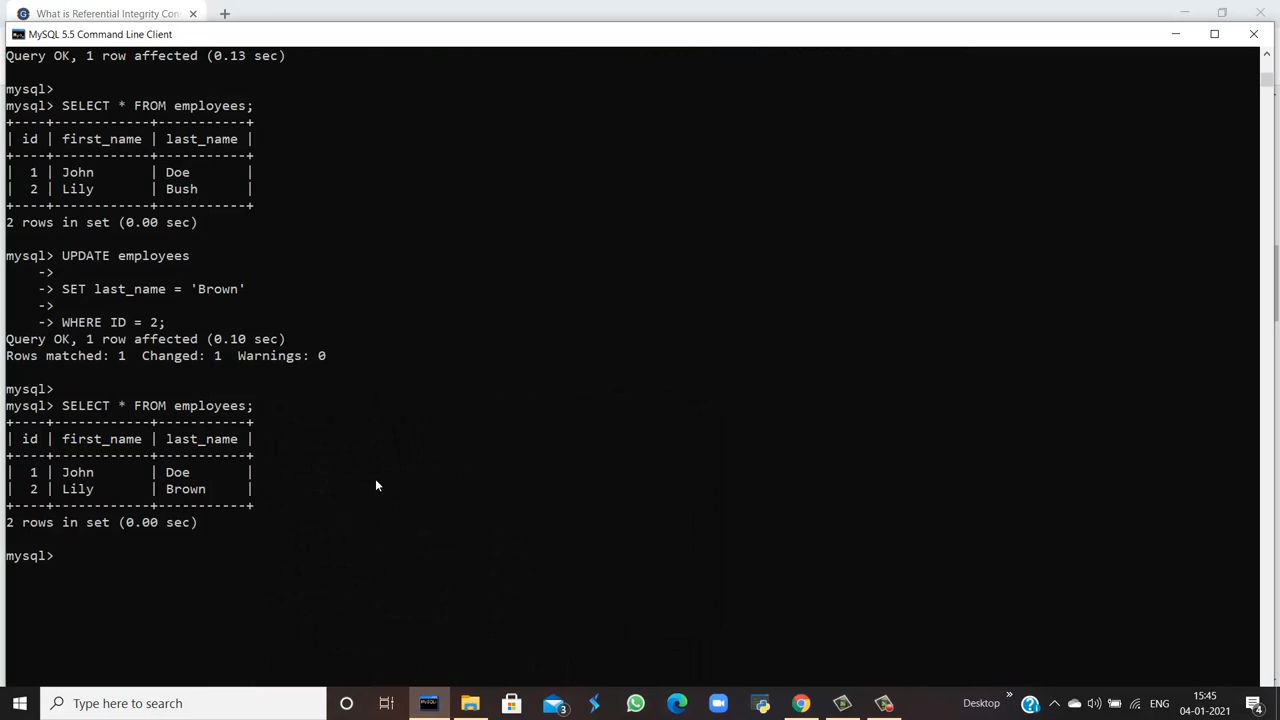 What is Referential Integrity Con
MySQL 5.5 Command Line Client
Query OK, 1 row affected (0.13 sec)
mysql>
mysql> SELECT * FROM employees;
+----+------------+-----------+
| id | first_name | last_name |
+----+------------+-----------+
|  1 | John       | Doe       |
|  2 | Lily       | Bush      |
+----+------------+-----------+
2 rows in set (0.00 sec)
mysql> UPDATE employees
    ->
    -> SET last_name = 'Brown'
    ->
    -> WHERE ID = 2;
Query OK, 1 row affected (0.10 sec)
Rows matched: 1  Changed: 1  Warnings: 0
mysql>
mysql> SELECT * FROM employees;
+----+------------+-----------+
| id | first_name | last_name |
+----+------------+-----------+
|  1 | John       | Doe       |
|  2 | Lily       | Brown     |
+----+------------+-----------+
2 rows in set (0.00 sec)
mysql>
Type here to search
3
Desktop
ENG
15:45
04-01-2021
4